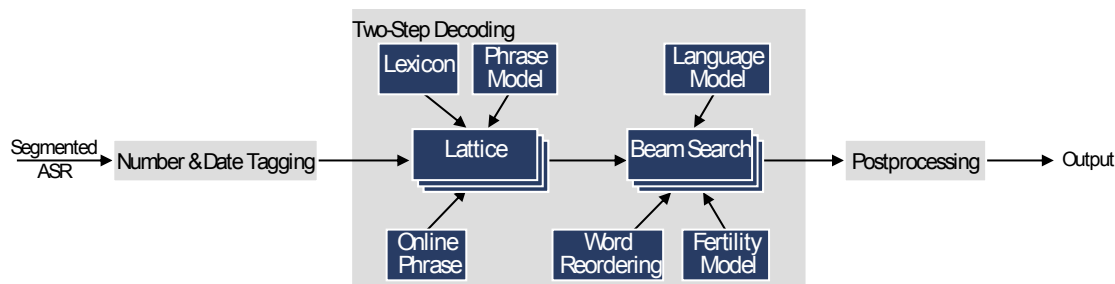 Two-Step Decoding
Lexicon
Phrase
Model
Language
Model
Segmented
ASR
Number & Date Tagging
Lattice
Beam Search
Postprocessing
Output
Online
Phrase
Word
Reordering
Fertility
Model